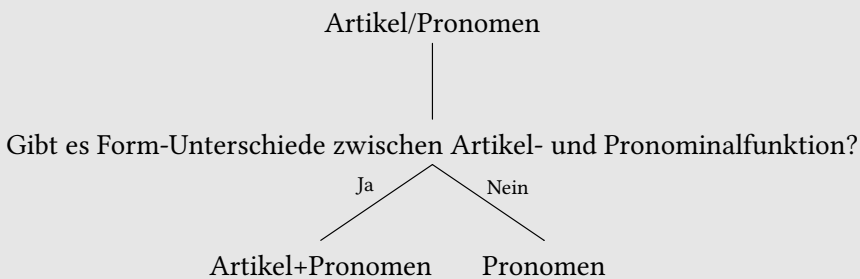 Artikel/Pronomen
Gibt es Form-Unterschiede zwischen Artikel- und Pronominalfunktion?
Ja Nein
Artikel+Pronomen Pronomen